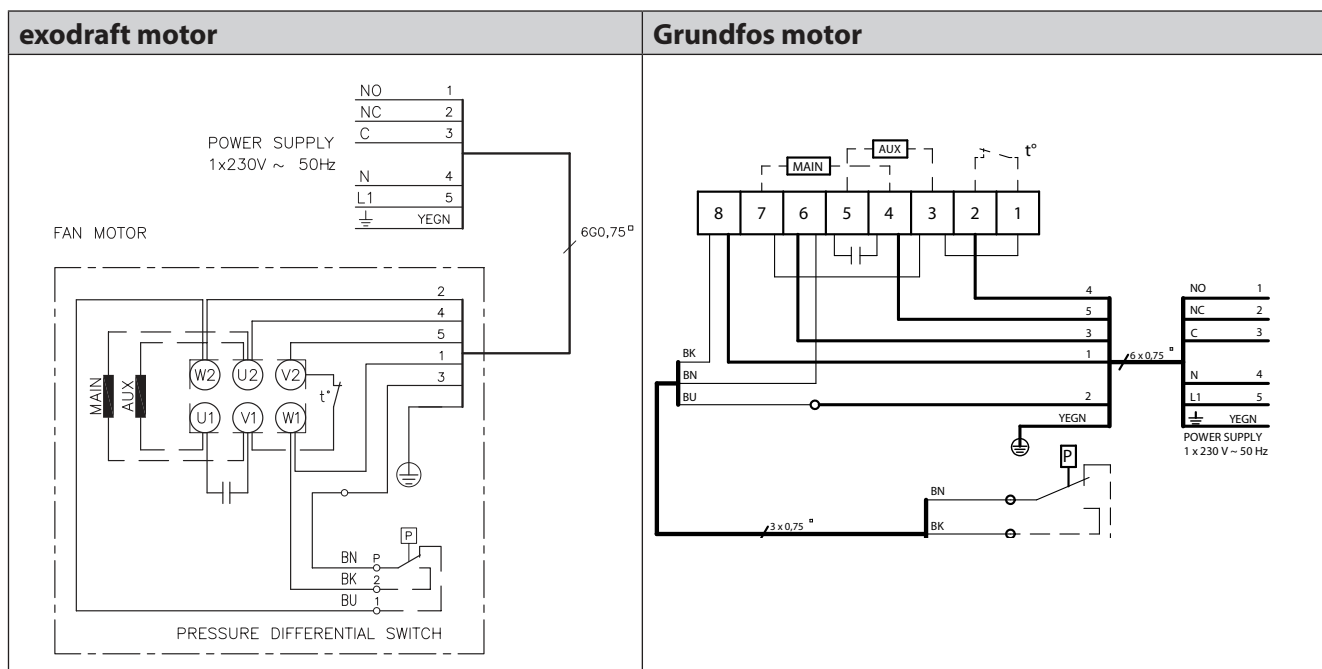 exodraft motor
NO 1
NC 2
C 3
POWER SUPPLY
1x230V ~ 50Hz
N 4
L1 5
YEGN
FAN MOTOR
6G0,75
2
4
5
1
3
W2 U2 V2
MAIN
AUX
t°
U1 V1 W1
P
BN P
BK 2
BU 1
PRESSURE DIFFERENTIAL SWITCH
Grundfos motor
AUX
t°
MAIN
8 7 6 5 4 3 2 1
4
5
3
1
2
YEGN
BK
BN
BU
6 x 0,75
NO 1
NC 2
C 3
N 4
L1 5
YEGN
POWER SUPPLY
1 x 230 V ~ 50 Hz
P
BN
BK
3 x 0,75